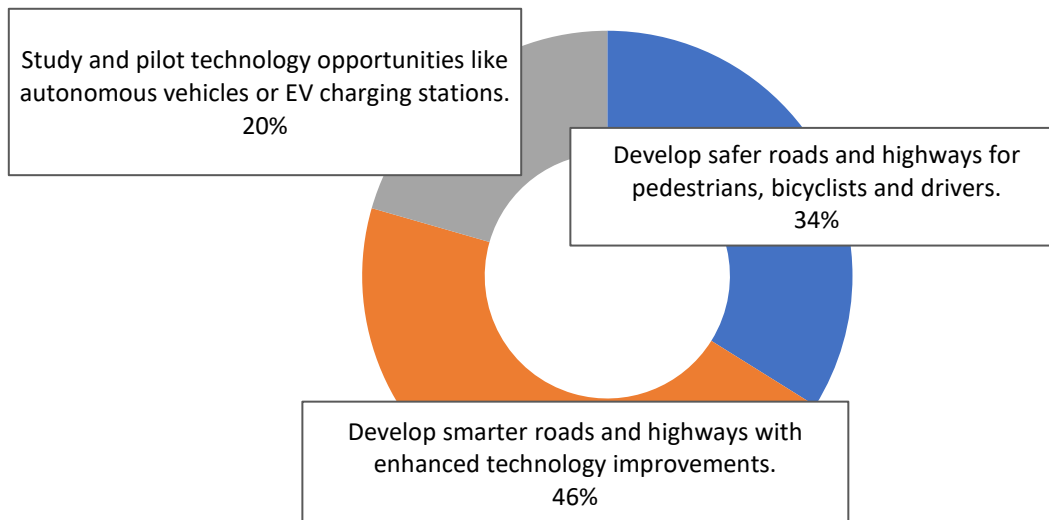 Study and pilot technology opportunities like
autonomous vehicles or EV charging stations.
20%
Develop safer roads and highways for
pedestrians, bicyclists and drivers.
34%
Develop smarter roads and highways with
enhanced technology improvements.
46%